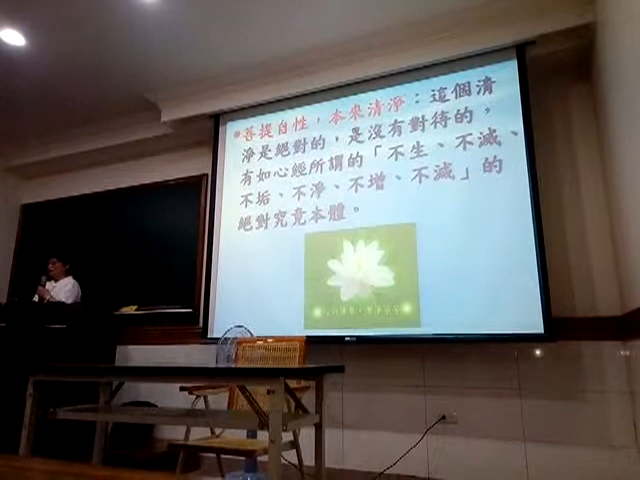 ●菩提自性，本來清淨：這個清
淨是絕對的，是沒有對待的，
有如心經所謂的「不生、不滅、
不垢、不淨、不增、不減」的
絕對究竟本體。